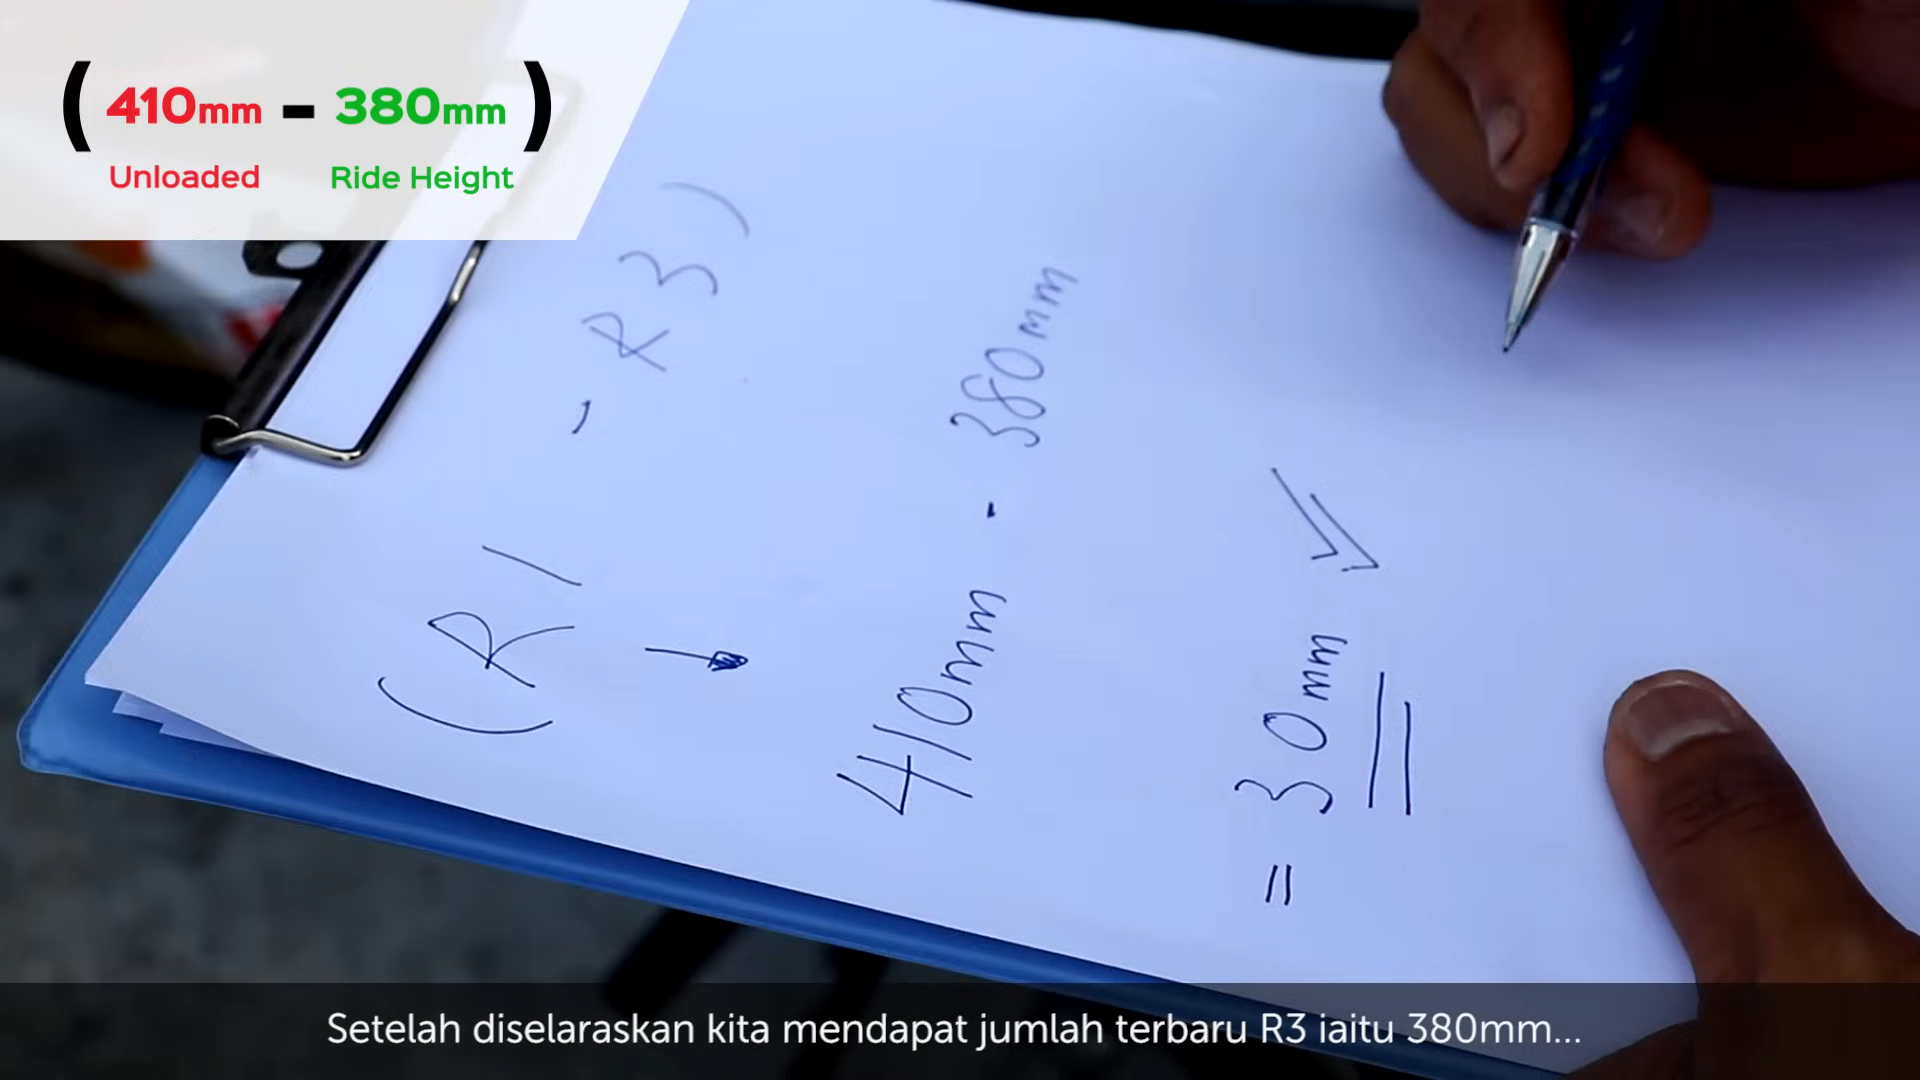 (410mm - 380mm)
Unloaded Ride Height
(R1 - R3)
410mm - 380mm
= 30mm
Setelah diselaraskan kita mendapat jumlah terbaru R3 iaitu 380mm...